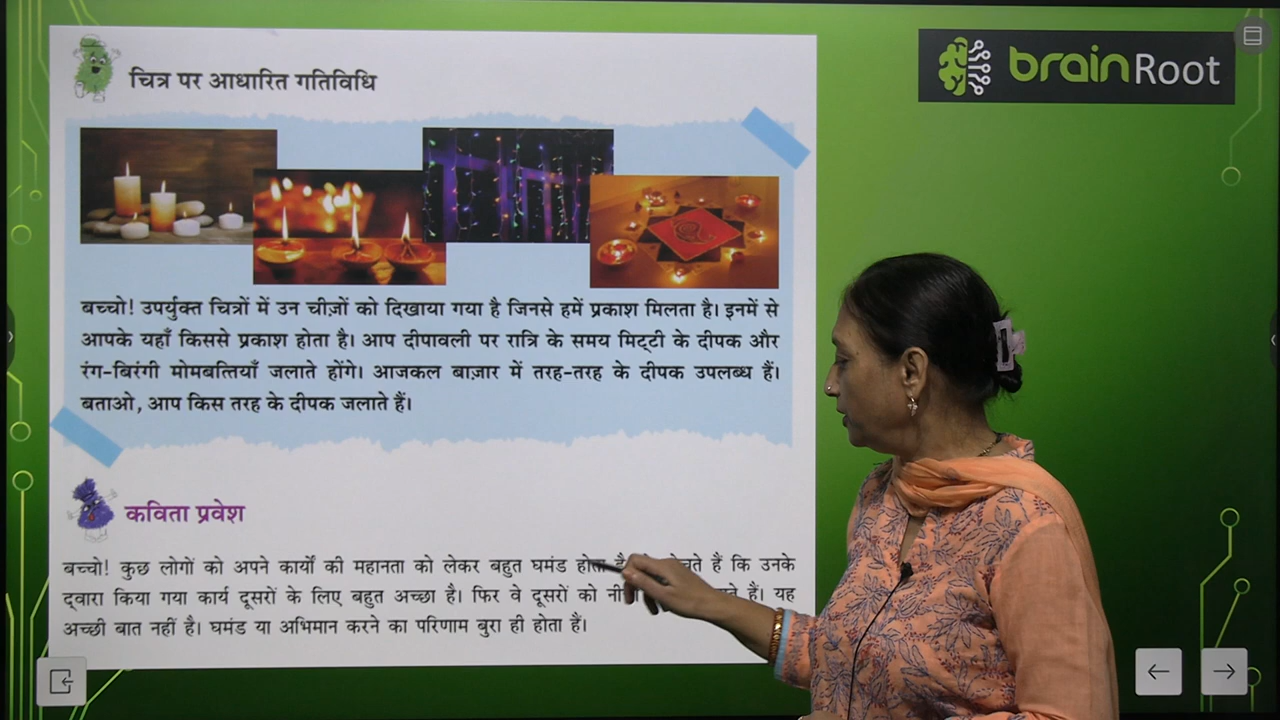 brainRoot
चित्र पर आधारित गतिविधि
बच्चो! उपर्युक्त चित्रों में उन चीज़ों को दिखाया गया है जिनसे हमें प्रकाश मिलता है। इनमें से
आपके यहाँ किससे प्रकाश होता है। आप दीपावली पर रात्रि के समय मिट्टी के दीपक और
रंग-बिरंगी मोमबत्तियाँ जलाते होंगे। आजकल बाज़ार में तरह-तरह के दीपक उपलब्ध हैं।
बताओ, आप किस तरह के दीपक जलाते हैं।
कविता प्रवेश
बच्चो! कुछ लोगों को अपने कार्यों की महानता को लेकर बहुत घमंड होता हैं कि उनके
द्वारा किया गया कार्य दूसरों के लिए बहुत अच्छा है। फिर वे दूसरों को हैं। यह
अच्छी बात नहीं है। घमंड या अभिमान करने का परिणाम बुरा ही होता हैं।